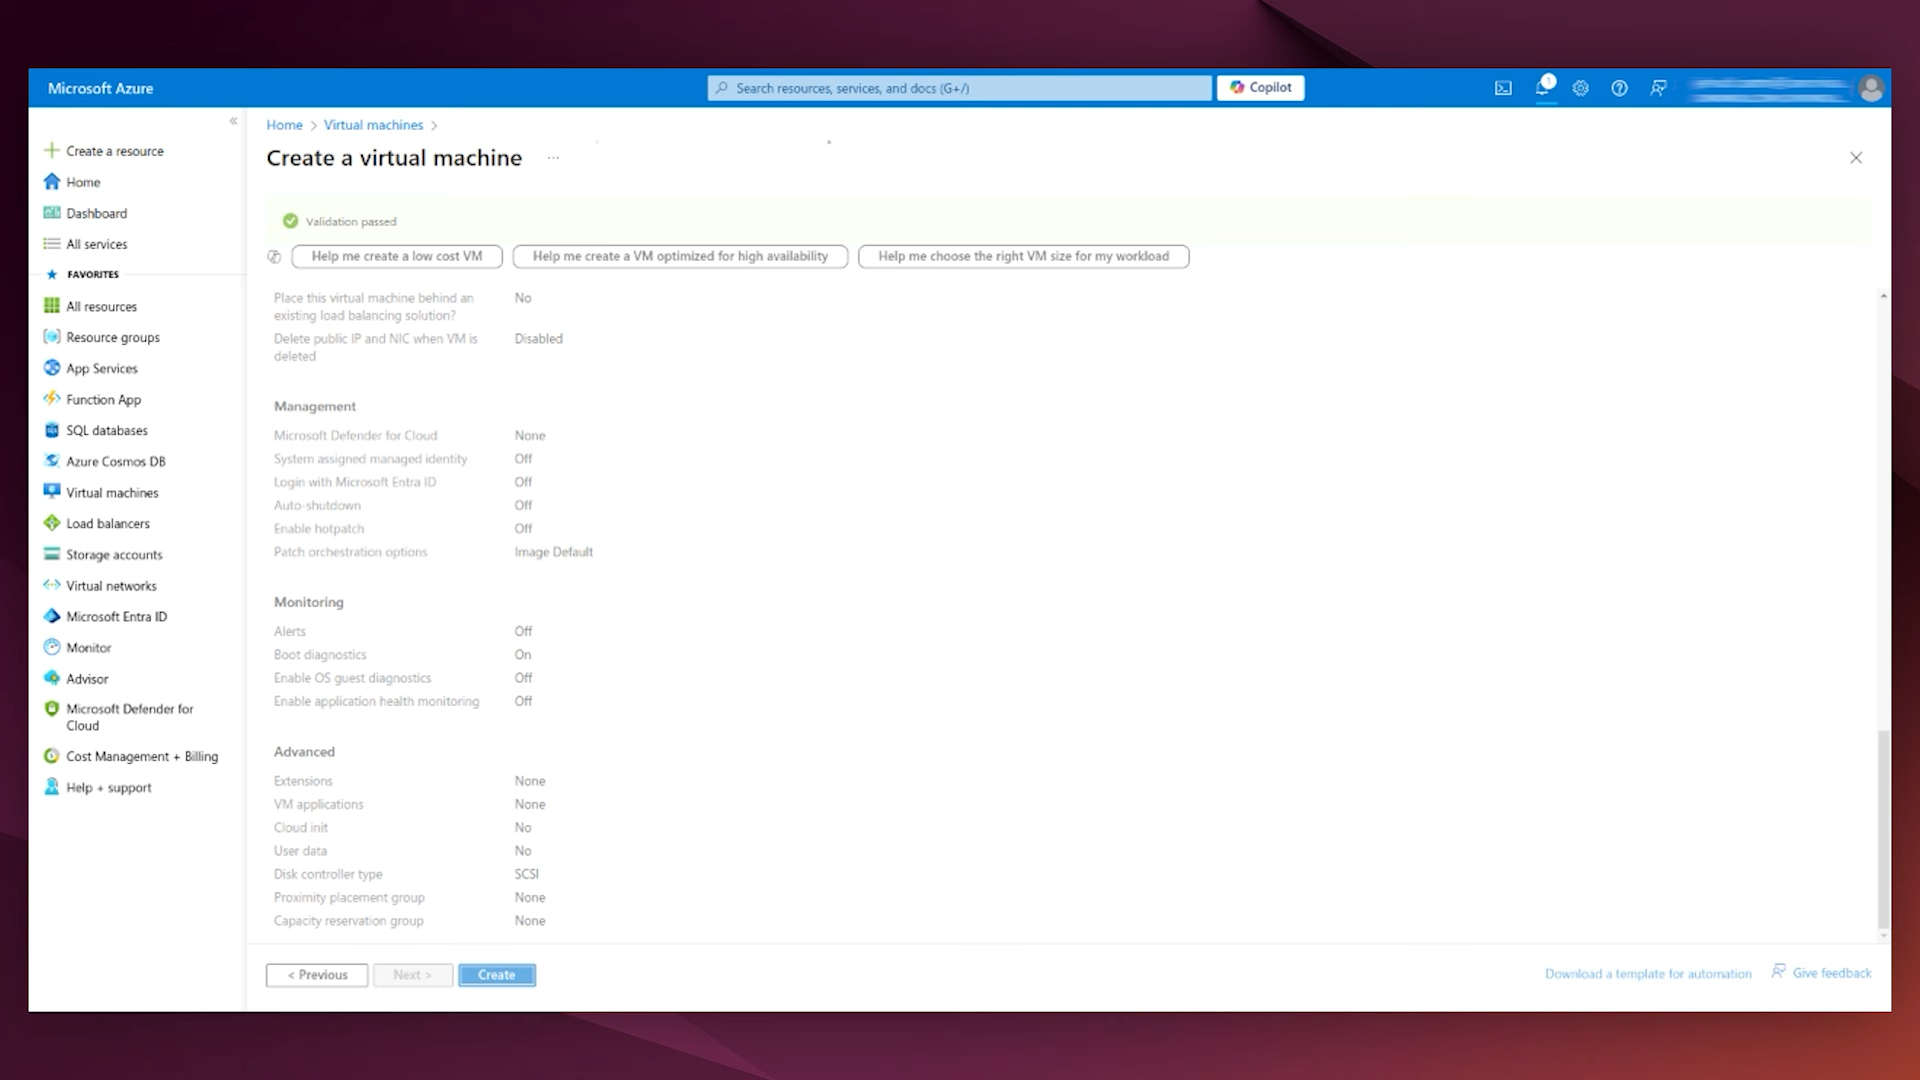 Microsoft Azure
Search resources, services, and docs (G+/)
Copilot
1
Create a resource
Home
Dashboard
All services
FAVORITES
All resources
Resource groups
App Services
Function App
SQL databases
Azure Cosmos DB
Virtual machines
Load balancers
Storage accounts
Virtual networks
Microsoft Entra ID
Monitor
Advisor
Microsoft Defender for
Cloud
Cost Management + Billing
Help + support
Home > Virtual machines >
Create a virtual machine ...
Validation passed
Help me create a low cost VM
Help me create a VM optimized for high availability
Help me choose the right VM size for my workload
Place this virtual machine behind an No
existing load balancing solution?
Delete public IP and NIC when VM is Disabled
deleted
Management
Microsoft Defender for Cloud None
System assigned managed identity Off
Login with Microsoft Entra ID Off
Auto-shutdown Off
Enable hotpatch Off
Patch orchestration options Image Default
Monitoring
Alerts Off
Boot diagnostics On
Enable OS guest diagnostics Off
Enable application health monitoring Off
Advanced
Extensions None
VM applications None
Cloud init No
User data No
Disk controller type SCSI
Proximity placement group None
Capacity reservation group None
< Previous
Next >
Create
Download a template for automation
Give feedback